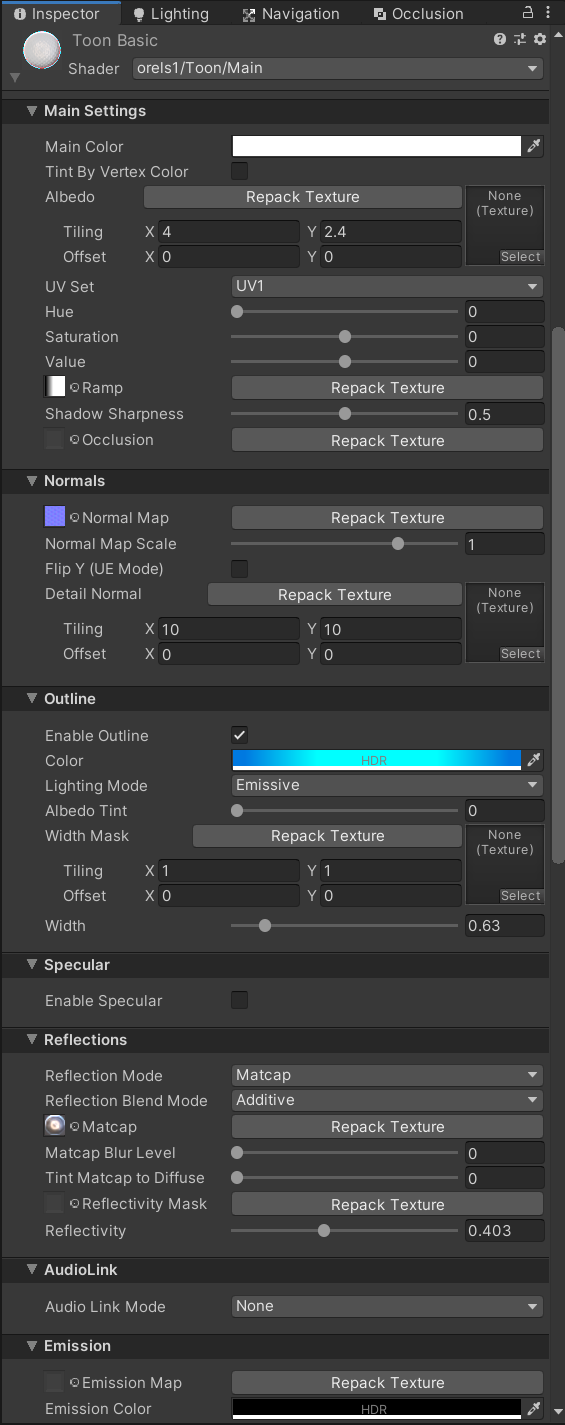 Inspector Lighting Navigation Occlusion
Toon Basic
Shader orels1/Toon/Main
Main Settings
Main Color
Tint By Vertex Color
Albedo Repack Texture None (Texture)
Tiling X 4 Y 2.4
Offset X 0 Y 0 Select
UV Set UV1
Hue 0
Saturation 0
Value 0
Ramp Repack Texture
Shadow Sharpness 0.5
Occlusion Repack Texture
Normals
Normal Map Repack Texture
Normal Map Scale 1
Flip Y (UE Mode)
Detail Normal Repack Texture None (Texture)
Tiling X 10 Y 10
Offset X 0 Y 0 Select
Outline
Enable Outline
Color HDR
Lighting Mode Emissive
Albedo Tint 0
Width Mask Repack Texture None (Texture)
Tiling X 1 Y 1
Offset X 0 Y 0 Select
Width 0.63
Specular
Enable Specular
Reflections
Reflection Mode Matcap
Reflection Blend Mode Additive
Matcap Repack Texture
Matcap Blur Level 0
Tint Matcap to Diffuse 0
Reflectivity Mask Repack Texture
Reflectivity 0.403
AudioLink
Audio Link Mode None
Emission
Emission Map Repack Texture
Emission Color HDR